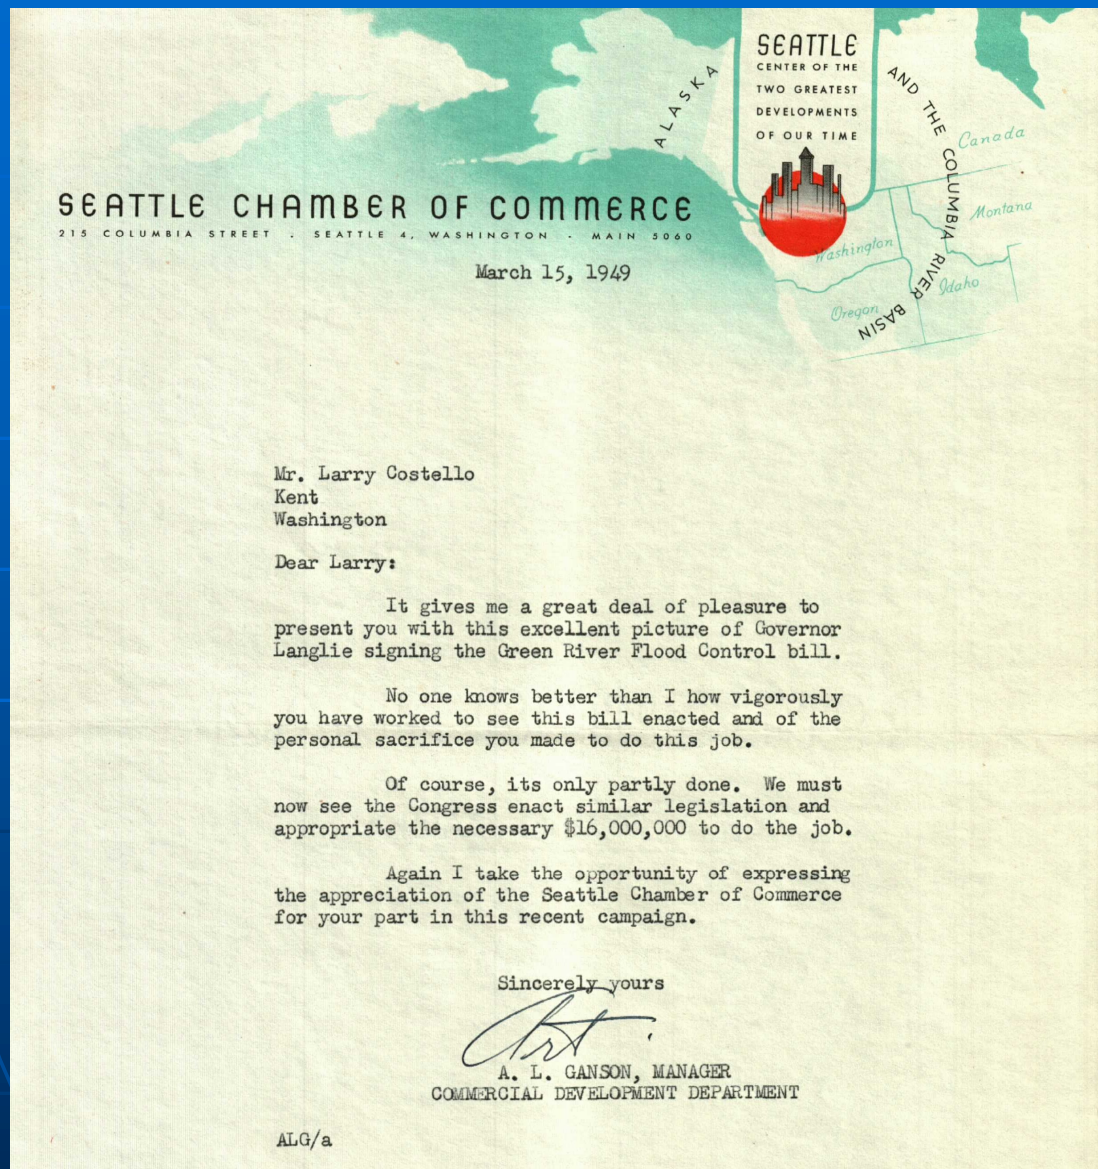 SEATTLE
CENTER OF THE
TWO GREATEST
DEVELOPMENTS
OF OUR TIME
ALASKA
AND THE COLUMBIA RIVER BASIN
Canada
Montana
Washington
Idaho
Oregon
SEATTLE CHAMBER OF COMMERCE
215 COLUMBIA STREET . SEATTLE 4, WASHINGTON - MAIN 5060
March 15, 1949
Mr. Larry Costello
Kent
Washington
Dear Larry:
It gives me a great deal of pleasure to
present you with this excellent picture of Governor
Langlie signing the Green River Flood Control bill.
No one knows better than I how vigorously
you have worked to see this bill enacted and of the
personal sacrifice you made to do this job.
Of course, its only partly done. We must
now see the Congress enact similar legislation and
appropriate the necessary $16,000,000 to do the job.
Again I take the opportunity of expressing
the appreciation of the Seattle Chamber of Commerce
for your part in this recent campaign.
Sincerely yours
Art
A. L. GANSON, MANAGER
COMMERCIAL DEVELOPMENT DEPARTMENT
ALG/a